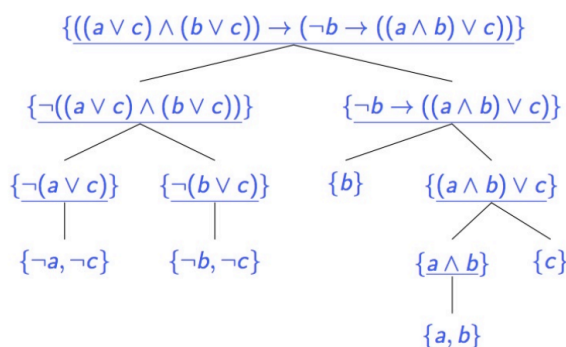 {((a ∨ c) ∧ (b ∨ c)) → (¬b → ((a ∧ b) ∨ c))}
{¬((a ∨ c) ∧ (b ∨ c))} {¬b → ((a ∧ b) ∨ c)}
{¬(a ∨ c)} {¬(b ∨ c)} {b} {(a ∧ b) ∨ c}
{¬a, ¬c} {¬b, ¬c} {a ∧ b} {c}
{a, b}